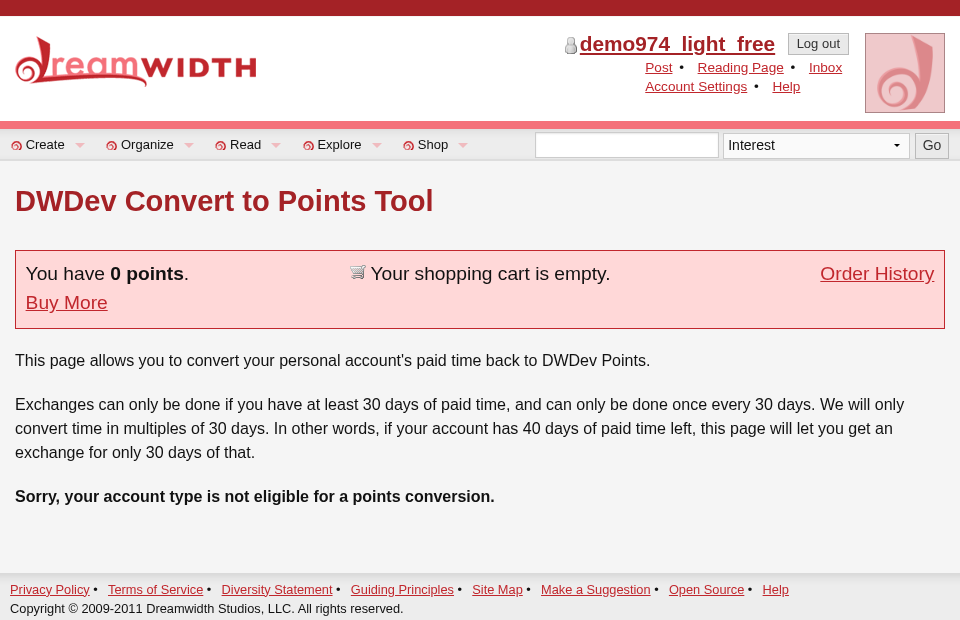 dreamWIDTH
demo974_light_free Log out
Post • Reading Page • Inbox
Account Settings • Help
Create Organize Read Explore Shop Interest Go
DWDev Convert to Points Tool
You have 0 points. Your shopping cart is empty. Order History
Buy More
This page allows you to convert your personal account's paid time back to DWDev Points.
Exchanges can only be done if you have at least 30 days of paid time, and can only be done once every 30 days. We will only
convert time in multiples of 30 days. In other words, if your account has 40 days of paid time left, this page will let you get an
exchange for only 30 days of that.
Sorry, your account type is not eligible for a points conversion.
Privacy Policy • Terms of Service • Diversity Statement • Guiding Principles • Site Map • Make a Suggestion • Open Source • Help
Copyright © 2009-2011 Dreamwidth Studios, LLC. All rights reserved.